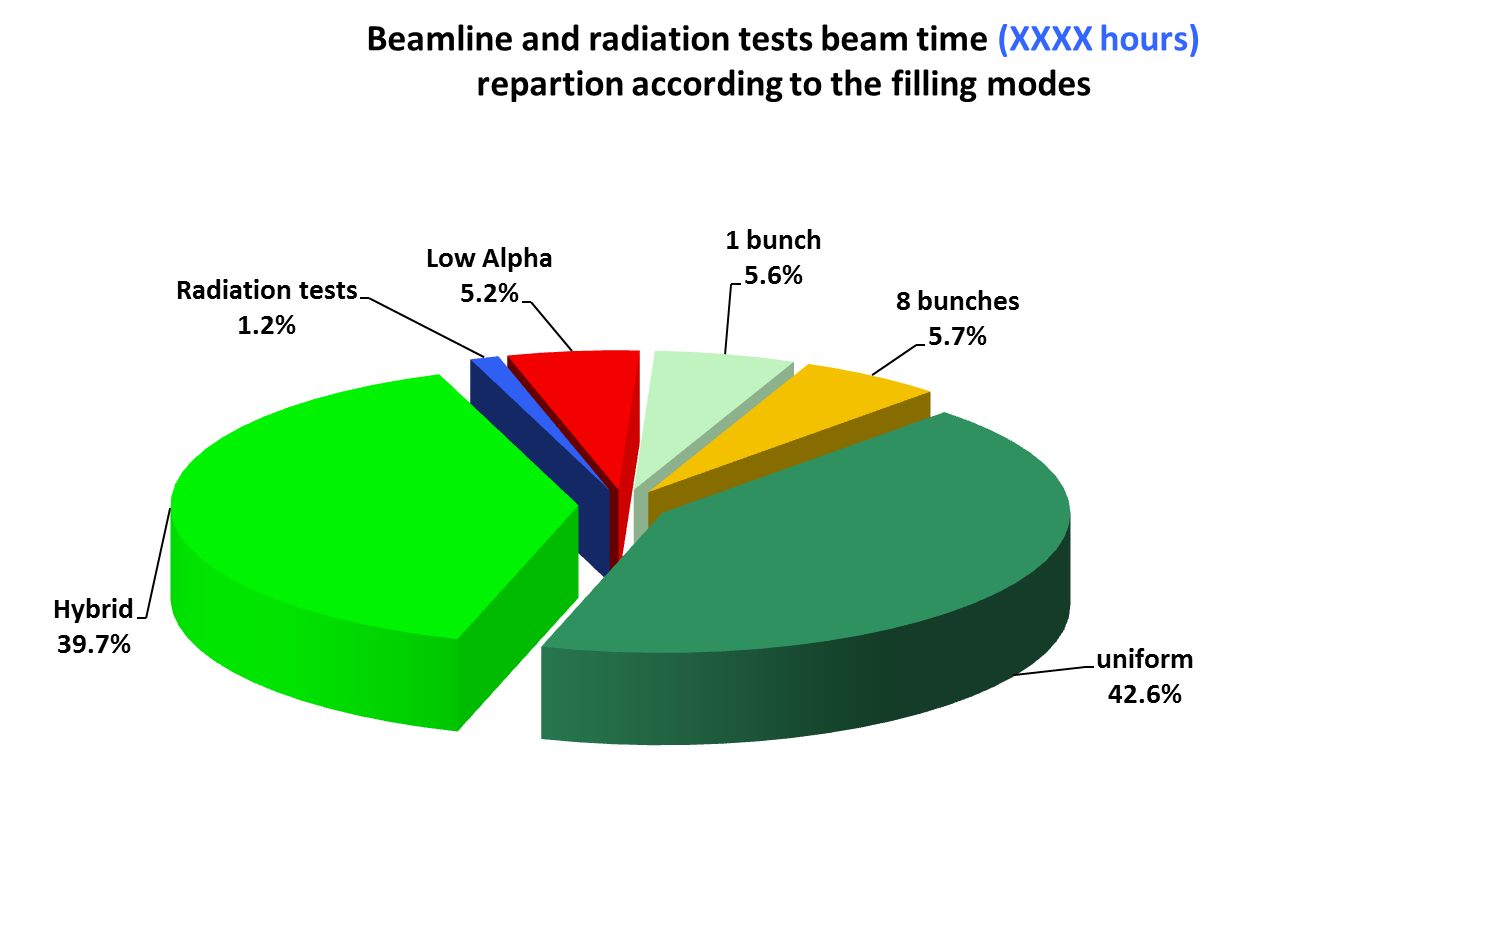 Beamline and radiation tests beam time (XXXX hours)
repartion according to the filling modes
1 bunch
5.6%
Low Alpha
5.2%
Radiation tests
1.2%
8 bunches
5.7%
Hybrid
39.7%
uniform
42.6%